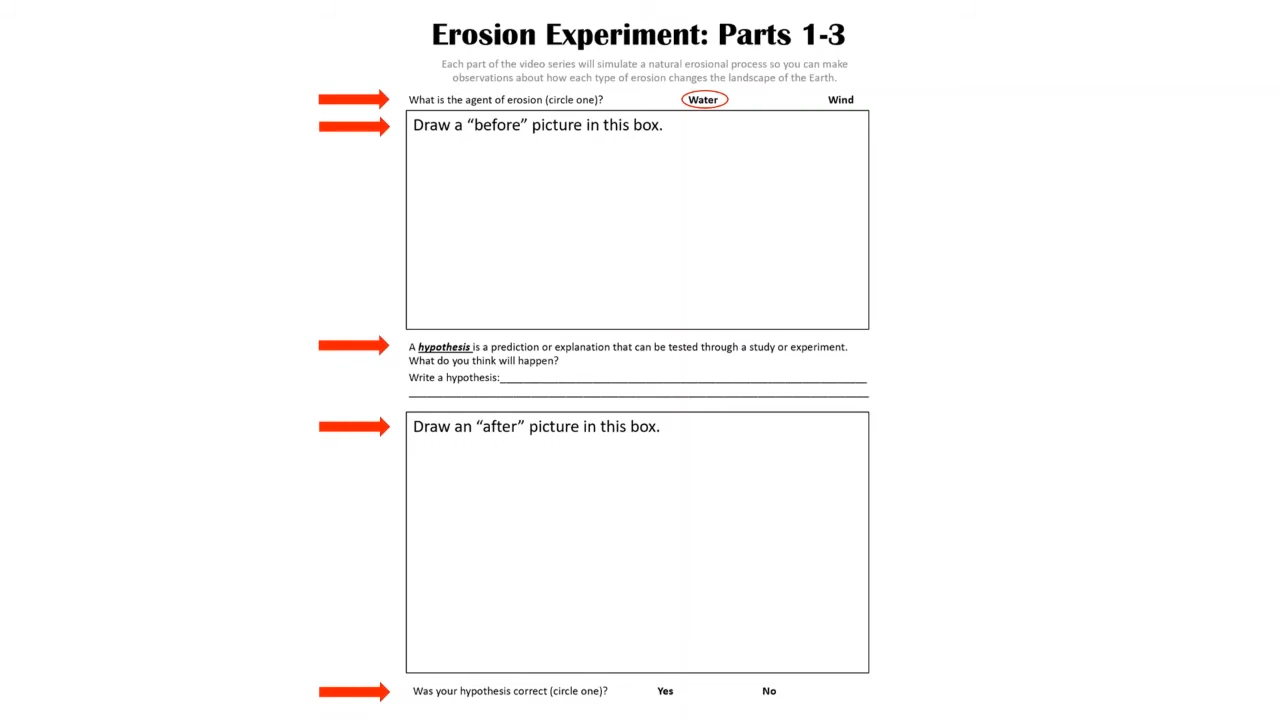 Erosion Experiment: Parts 1-3
Each part of the video series will simulate a natural erosional process so you can make
observations about how each type of erosion changes the landscape of the Earth.
What is the agent of erosion (circle one)? Water Wind
Draw a “before” picture in this box.
A hypothesis is a prediction or explanation that can be tested through a study or experiment.
What do you think will happen?
Write a hypothesis:
Draw an “after” picture in this box.
Was your hypothesis correct (circle one)? Yes No